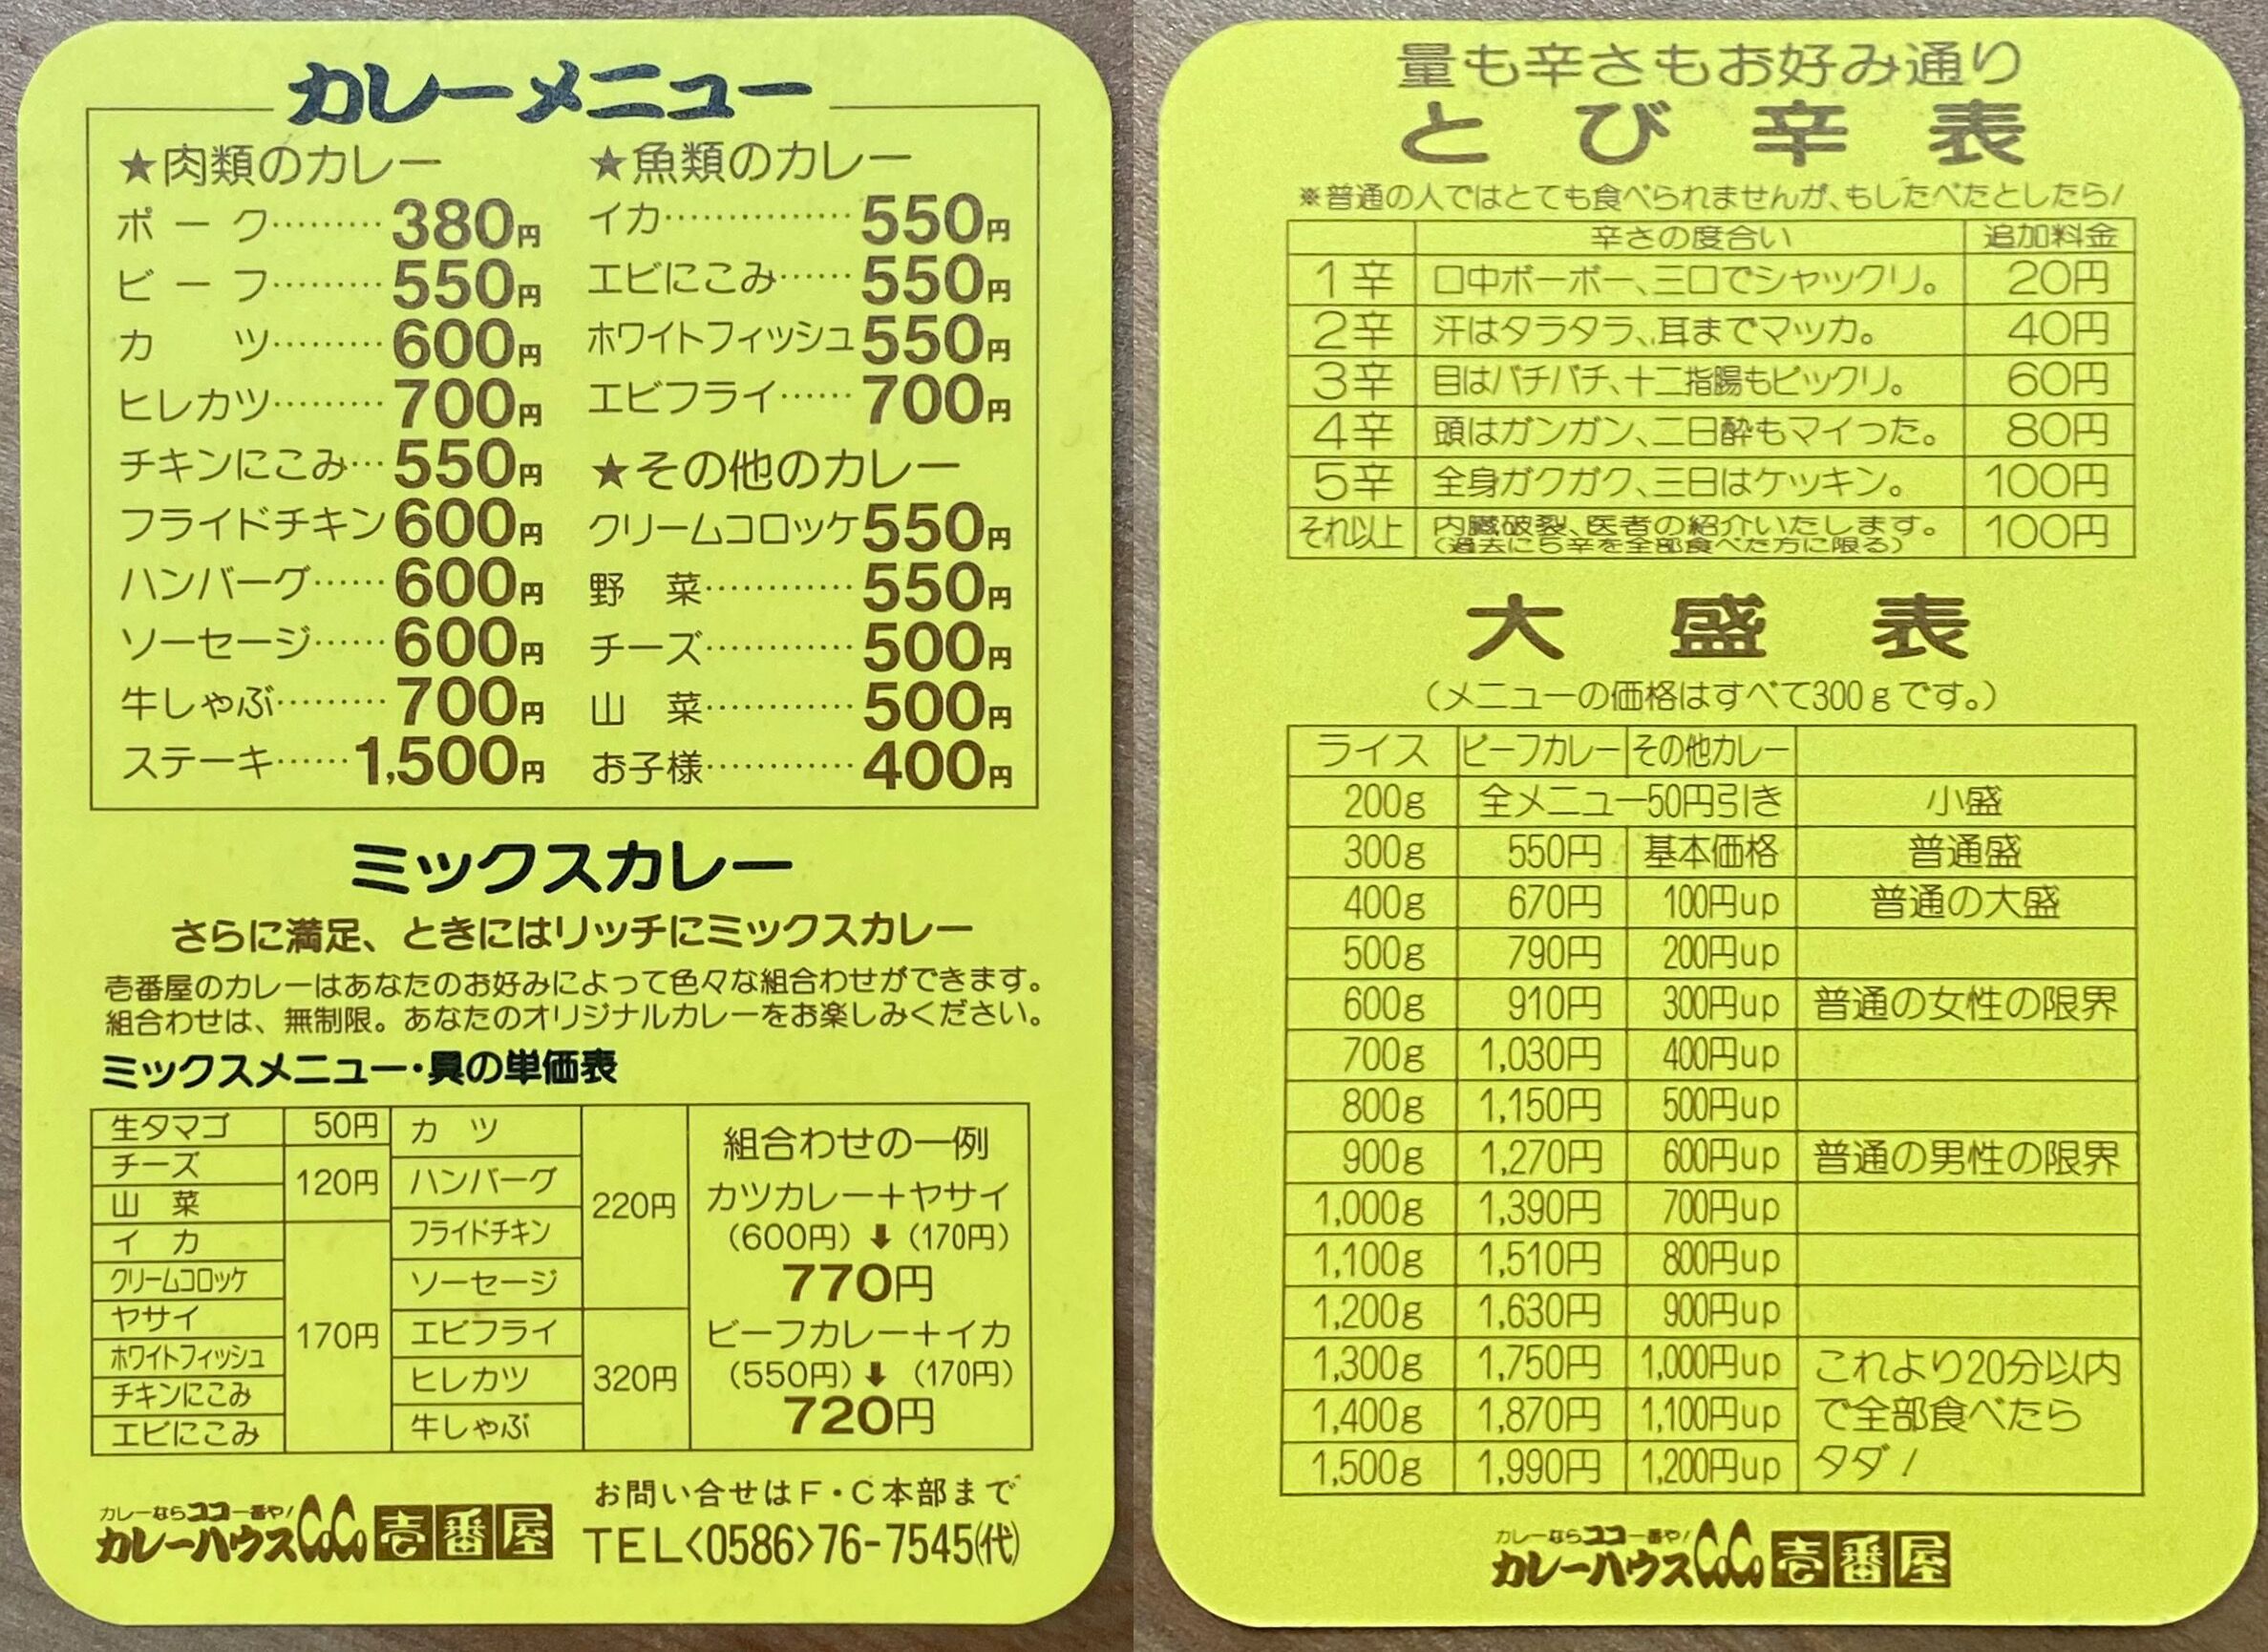 カレーメニュー
★肉類のカレー
ポーク………380円
ビーフ………550円
カツ………600円
ヒレカツ………700円
チキンにこみ…550円
フライドチキン600円
ハンバーグ……600円
ソーセージ……600円
牛しゃぶ………700円
ステーキ……1,500円
★魚類のカレー
イカ……………550円
エビにこみ……550円
ホワイトフィッシュ550円
エビフライ……700円
★その他のカレー
クリームコロッケ550円
野菜…………550円
チーズ…………500円
山菜…………500円
お子様…………400円
ミックスカレー
さらに満足、ときにはリッチにミックスカレー
壱番屋のカレーはあなたのお好みによって色々な組合わせができます。
組合わせは、無制限。あなたのオリジナルカレーをお楽しみください。
ミックスメニュー・具の単価表
生タマゴ 50円
チーズ 120円
山菜
イカ 170円
クリームコロッケ
ヤサイ
ホワイトフィッシュ
チキンにこみ
エビにこみ
カツ 220円
ハンバーグ
フライドチキン
ソーセージ
エビフライ 320円
ヒレカツ
牛しゃぶ
組合わせの一例
カツカレー＋ヤサイ
(600円)⬇(170円)
770円
ビーフカレー＋イカ
(550円)⬇(170円)
720円
カレーならココ一番や!
カレーハウスCoCo壱番屋
お問い合せはF・C本部まで
TEL<0586>76-7545(代)
量も辛さもお好み通り
とび辛表
※普通の人ではとても食べられませんが、もしたべたとしたら!
辛さの度合い 追加料金
1辛 口中ボーボー、三口でシャックリ。 20円
2辛 汗はタラタラ、耳までマッカ。 40円
3辛 目はパチパチ、十二指腸もビックリ。 60円
4辛 頭はガンガン、二日酔もマイった。 80円
5辛 全身ガクガク、三日はケッキン。 100円
それ以上 内臓破裂、医者の紹介いたします。 100円
(過去に5辛を全部食べた方に限る)
大盛表
(メニューの価格はすべて300gです。)
ライス ビーフカレー その他カレー
200g 全メニュー50円引き 小盛
300g 550円 基本価格 普通盛
400g 670円 100円up 普通の大盛
500g 790円 200円up
600g 910円 300円up 普通の女性の限界
700g 1,030円 400円up
800g 1,150円 500円up
900g 1,270円 600円up 普通の男性の限界
1,000g 1,390円 700円up
1,100g 1,510円 800円up
1,200g 1,630円 900円up
1,300g 1,750円 1,000円up これより20分以内
1,400g 1,870円 1,100円up で全部食べたら
1,500g 1,990円 1,200円up タダ!
カレーならココ一番や!
カレーハウスCoCo壱番屋